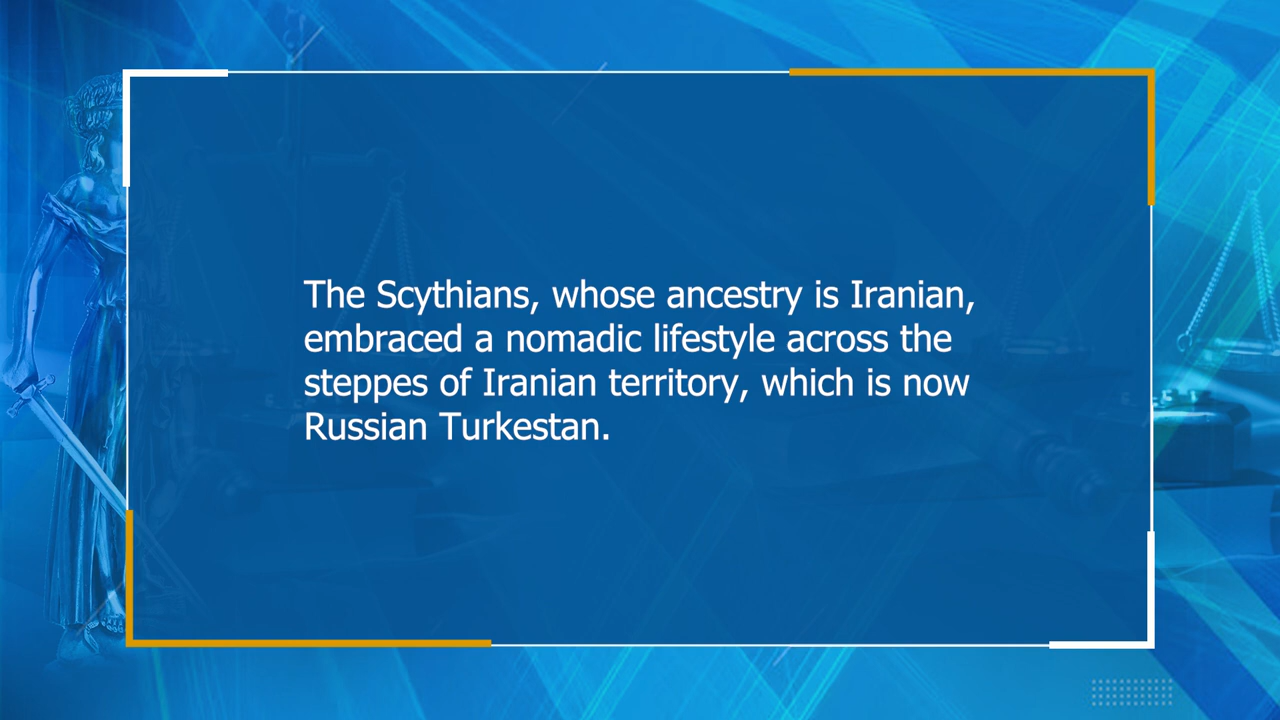 The Scythians, whose ancestry is Iranian,
embraced a nomadic lifestyle across the
steppes of Iranian territory, which is now
Russian Turkestan.